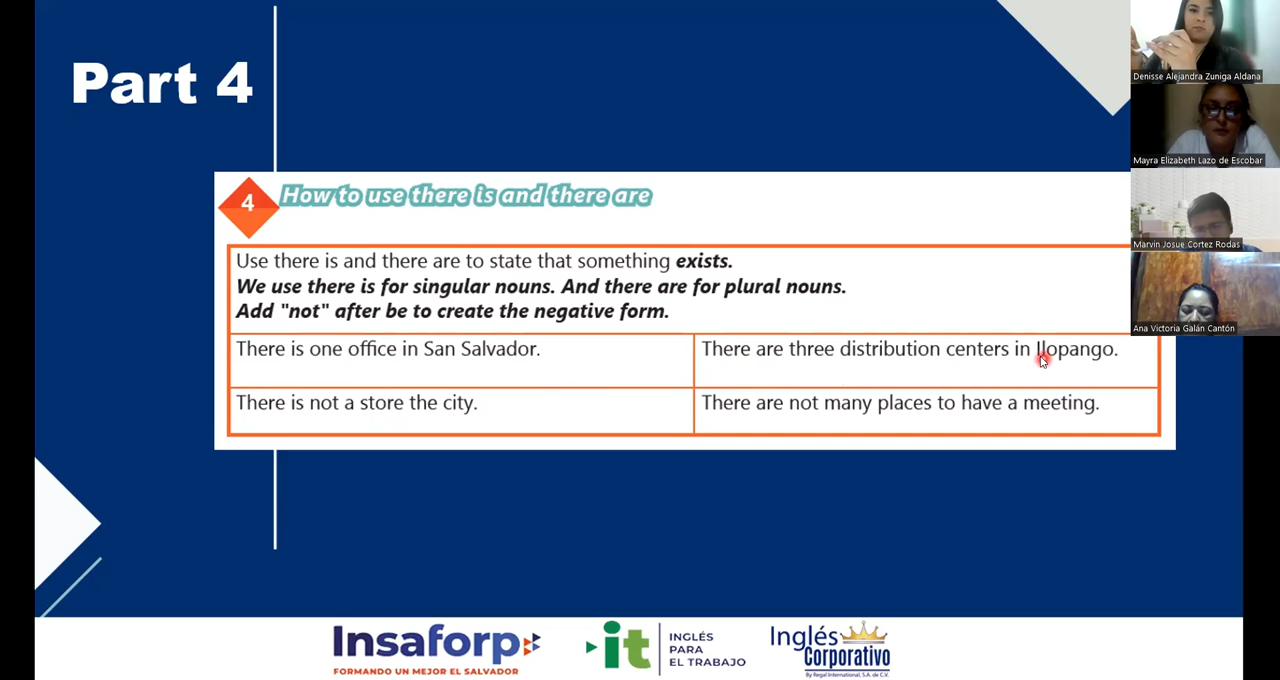 Part 4
4
How to use there is and there are
Use there is and there are to state that something exists.
We use there is for singular nouns. And there are for plural nouns.
Add "not" after be to create the negative form.
There is one office in San Salvador.
There are three distribution centers in Ilopango.
There is not a store the city.
There are not many places to have a meeting.
Denisse Alejandra Zuniga Aldana
Mayra Elizabeth Lazo de Escobar
Marvin Josue Cortez Rodas
Ana Victoria Galán Cantón
Insaforp
FORMANDO UN MEJOR EL SALVADOR
it
INGLÉS
PARA
EL TRABAJO
Inglés
Corporativo
By Regal International, S.A. de C.V.